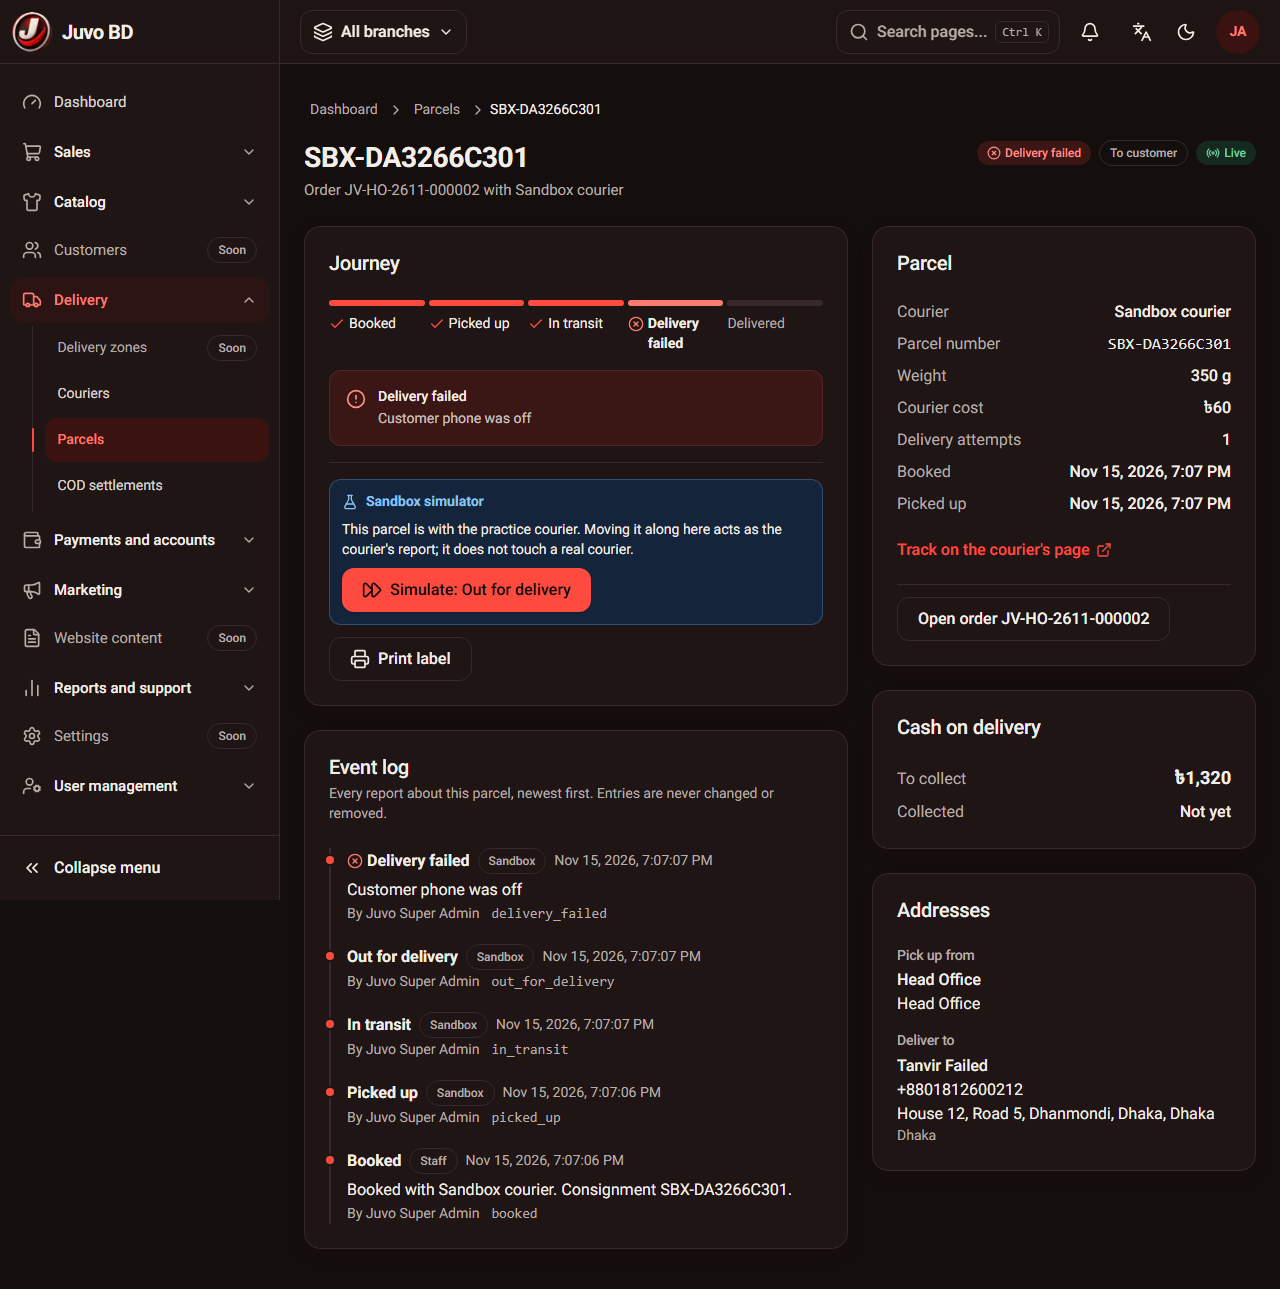 Juvo BD
All branches
Search pages... Ctrl K
JA
Dashboard
Sales
Catalog
Customers Soon
Delivery
Delivery zones Soon
Couriers
Parcels
COD settlements
Payments and accounts
Marketing
Website content Soon
Reports and support
Settings Soon
User management
Collapse menu
Dashboard > Parcels > SBX-DA3266C301
SBX-DA3266C301
Delivery failed To customer Live
Order JV-HO-2611-000002 with Sandbox courier
Journey
Booked Picked up In transit Delivery failed Delivered
Delivery failed
Customer phone was off
Sandbox simulator
This parcel is with the practice courier. Moving it along here acts as the
courier's report; it does not touch a real courier.
Simulate: Out for delivery
Print label
Event log
Every report about this parcel, newest first. Entries are never changed or
removed.
Delivery failed Sandbox Nov 15, 2026, 7:07:07 PM
Customer phone was off
By Juvo Super Admin delivery_failed
Out for delivery Sandbox Nov 15, 2026, 7:07:07 PM
By Juvo Super Admin out_for_delivery
In transit Sandbox Nov 15, 2026, 7:07:07 PM
By Juvo Super Admin in_transit
Picked up Sandbox Nov 15, 2026, 7:07:06 PM
By Juvo Super Admin picked_up
Booked Staff Nov 15, 2026, 7:07:06 PM
Booked with Sandbox courier. Consignment SBX-DA3266C301.
By Juvo Super Admin booked
Parcel
Courier Sandbox courier
Parcel number SBX-DA3266C301
Weight 350 g
Courier cost ৳60
Delivery attempts 1
Booked Nov 15, 2026, 7:07 PM
Picked up Nov 15, 2026, 7:07 PM
Track on the courier's page
Open order JV-HO-2611-000002
Cash on delivery
To collect ৳1,320
Collected Not yet
Addresses
Pick up from
Head Office
Head Office
Deliver to
Tanvir Failed
+8801812600212
House 12, Road 5, Dhanmondi, Dhaka, Dhaka
Dhaka